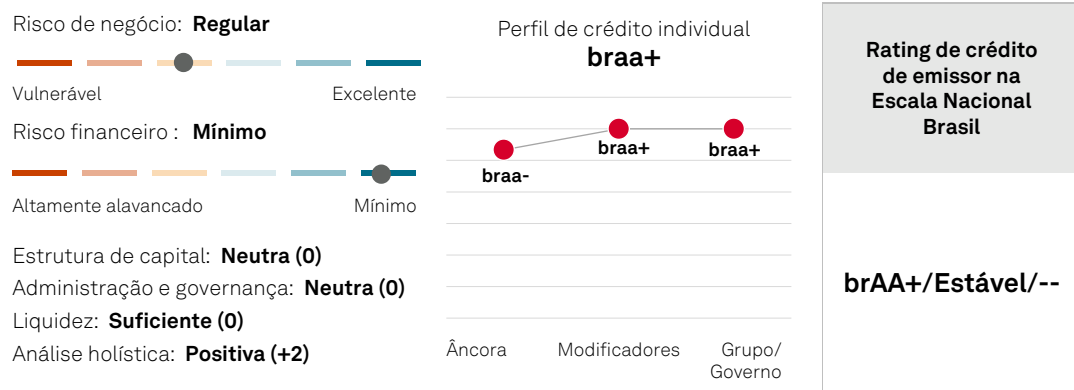 Risco de negócio: Regular
Vulnerável Excelente
Risco financeiro : Mínimo
Altamente alavancado Mínimo
Estrutura de capital: Neutra (0)
Administração e governança: Neutra (0)
Liquidez: Suficiente (0)
Análise holística: Positiva (+2)
Perfil de crédito individual
braa+
braa-
braa+
braa+
Âncora
Modificadores
Grupo/
Governo
Rating de crédito
de emissor na
Escala Nacional
Brasil
brAA+/Estável/--